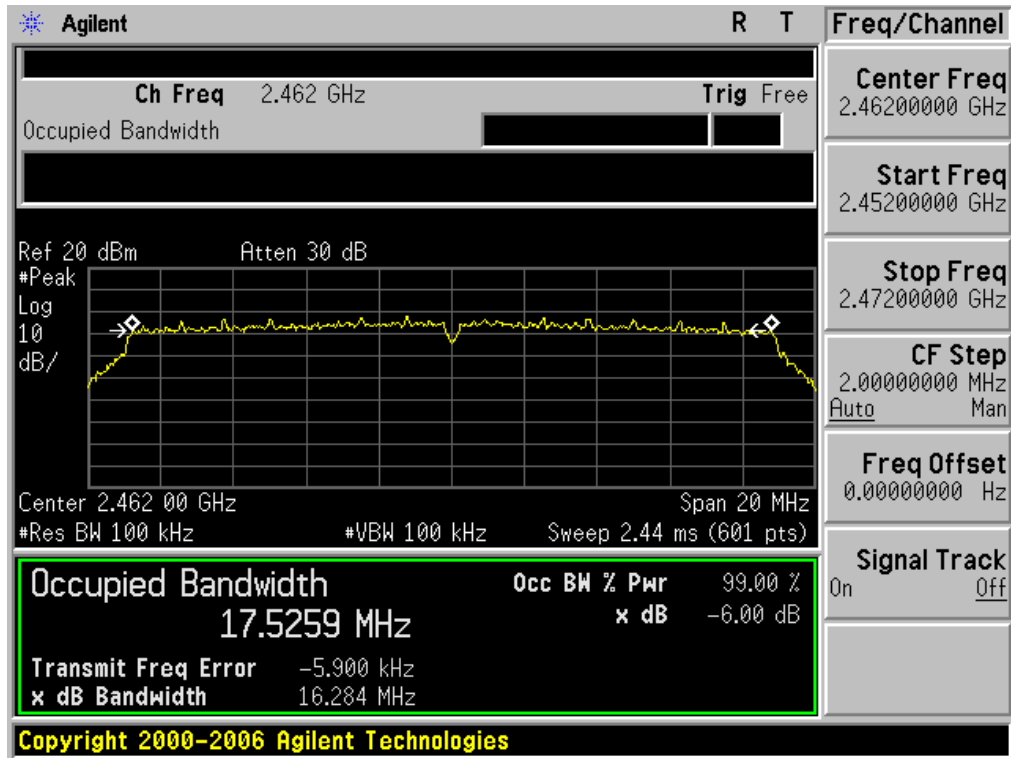 Agilent R T
Freq/Channel
Ch Freq 2.462 GHz Trig Free
Occupied Bandwidth
Center Freq
2.46200000 GHz
Start Freq
2.45200000 GHz
Stop Freq
2.47200000 GHz
CF Step
2.00000000 MHz
Auto Man
Freq Offset
0.00000000 Hz
Signal Track
On Off
Ref 20 dBm Atten 30 dB
#Peak
Log
10
dB/
Center 2.462 00 GHz Span 20 MHz
#Res BW 100 kHz #VBW 100 kHz Sweep 2.44 ms (601 pts)
Occupied Bandwidth Occ BW % Pwr 99.00 %
17.5259 MHz x dB -6.00 dB
Transmit Freq Error -5.900 kHz
x dB Bandwidth 16.284 MHz
Copyright 2000-2006 Agilent Technologies